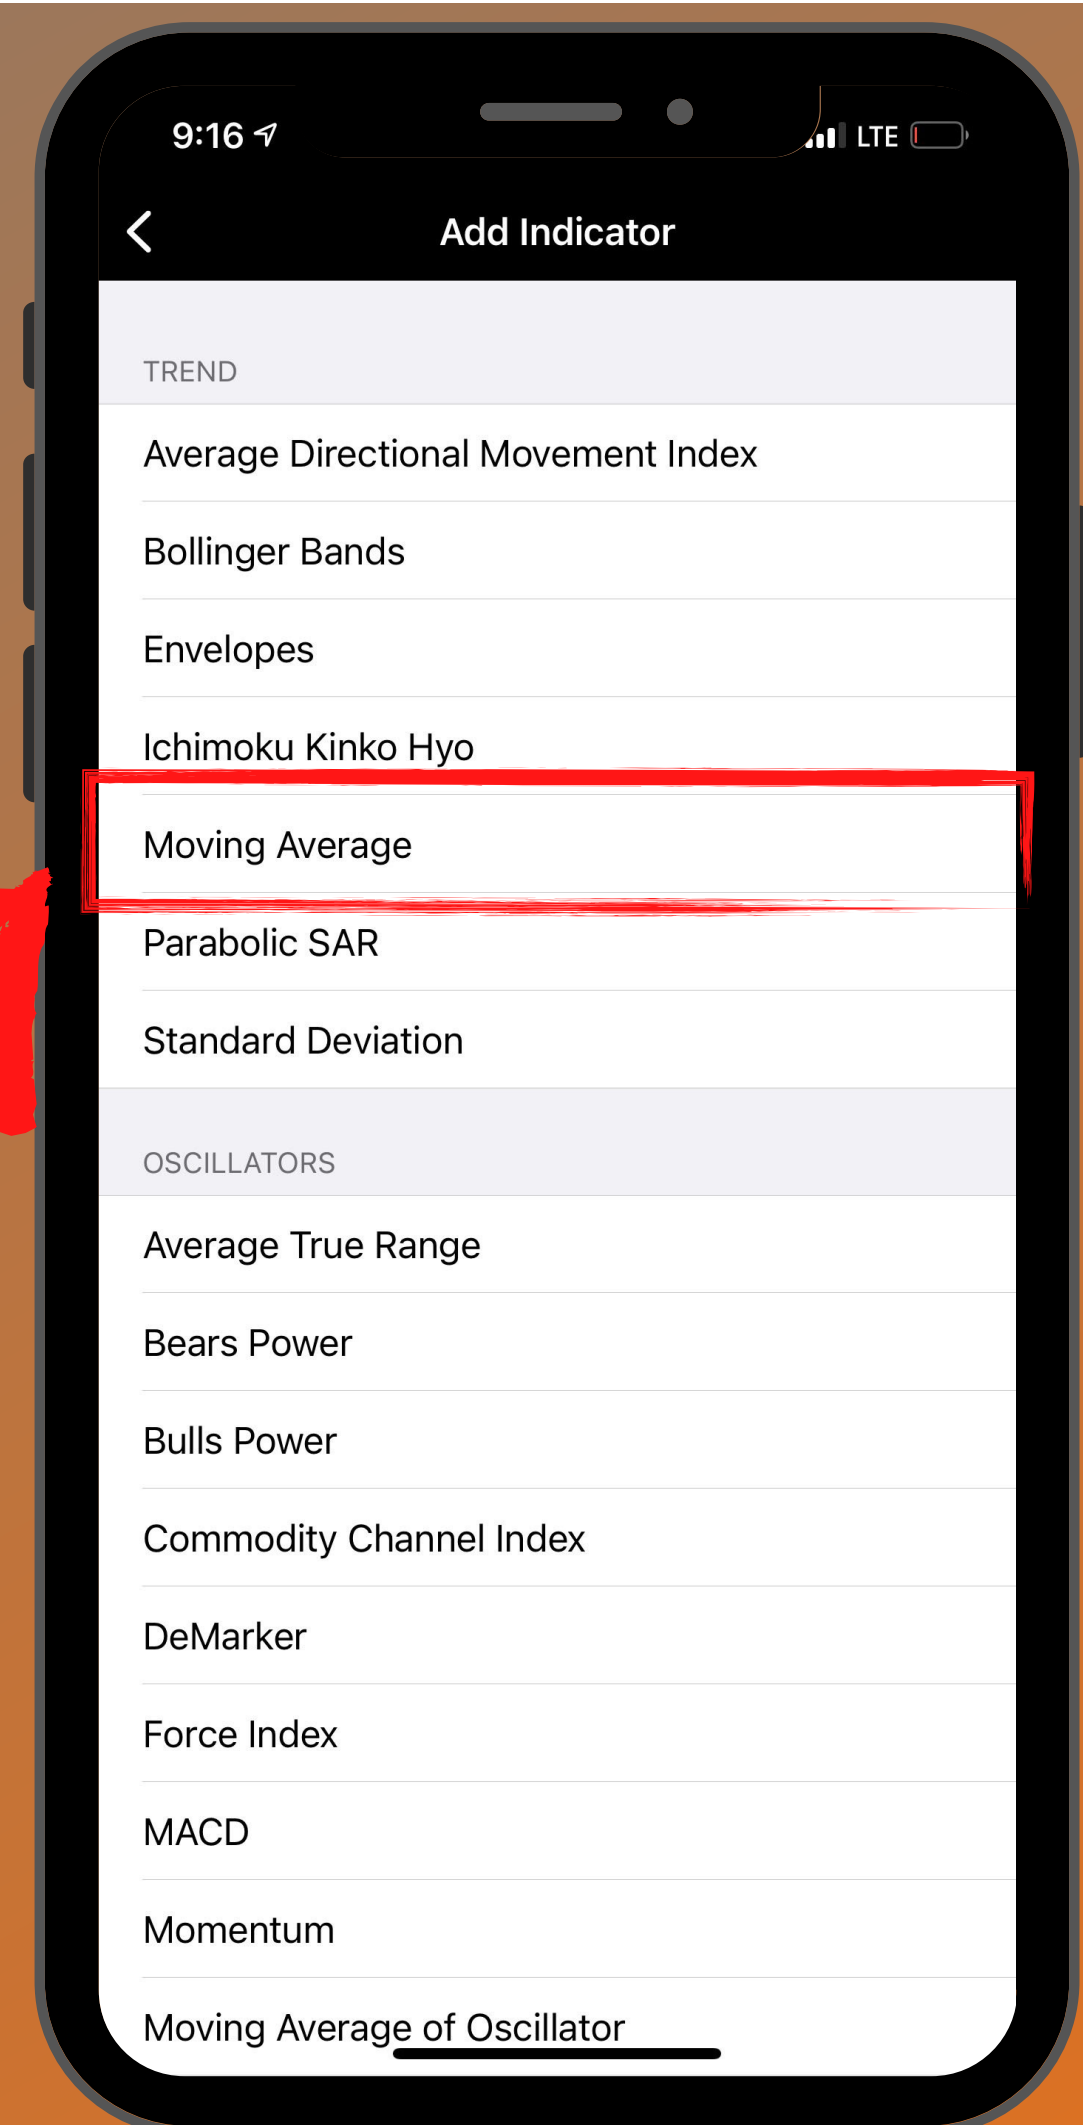 9:16 LTE
Add Indicator
TREND
Average Directional Movement Index
Bollinger Bands
Envelopes
Ichimoku Kinko Hyo
Moving Average
Parabolic SAR
Standard Deviation
OSCILLATORS
Average True Range
Bears Power
Bulls Power
Commodity Channel Index
DeMarker
Force Index
MACD
Momentum
Moving Average of Oscillator